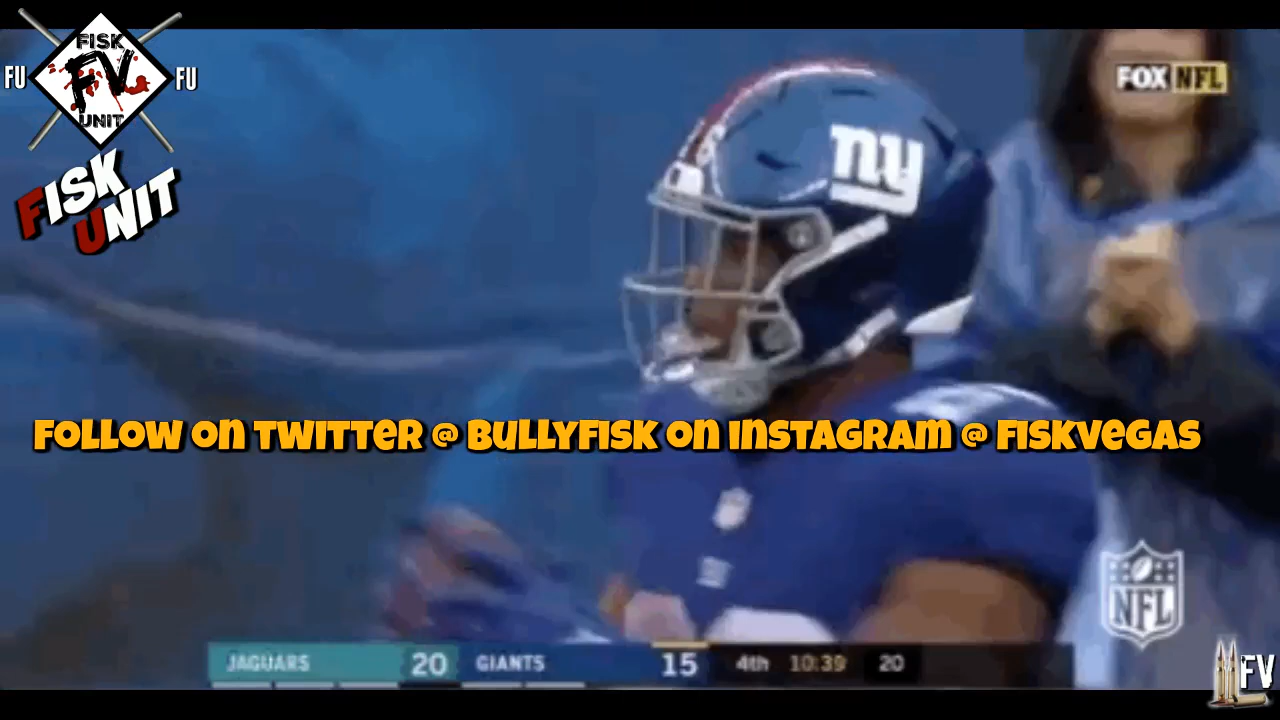 FISK
FU FV FU
UNIT
FISK
UNIT
FOX NFL
ny
FOLLOW ON TWITTER @ BULLYFISK ON INSTAGRAM @ FISKVEGAS
NFL
JAGUARS 20 GIANTS 15 4th 10:39 20
FV